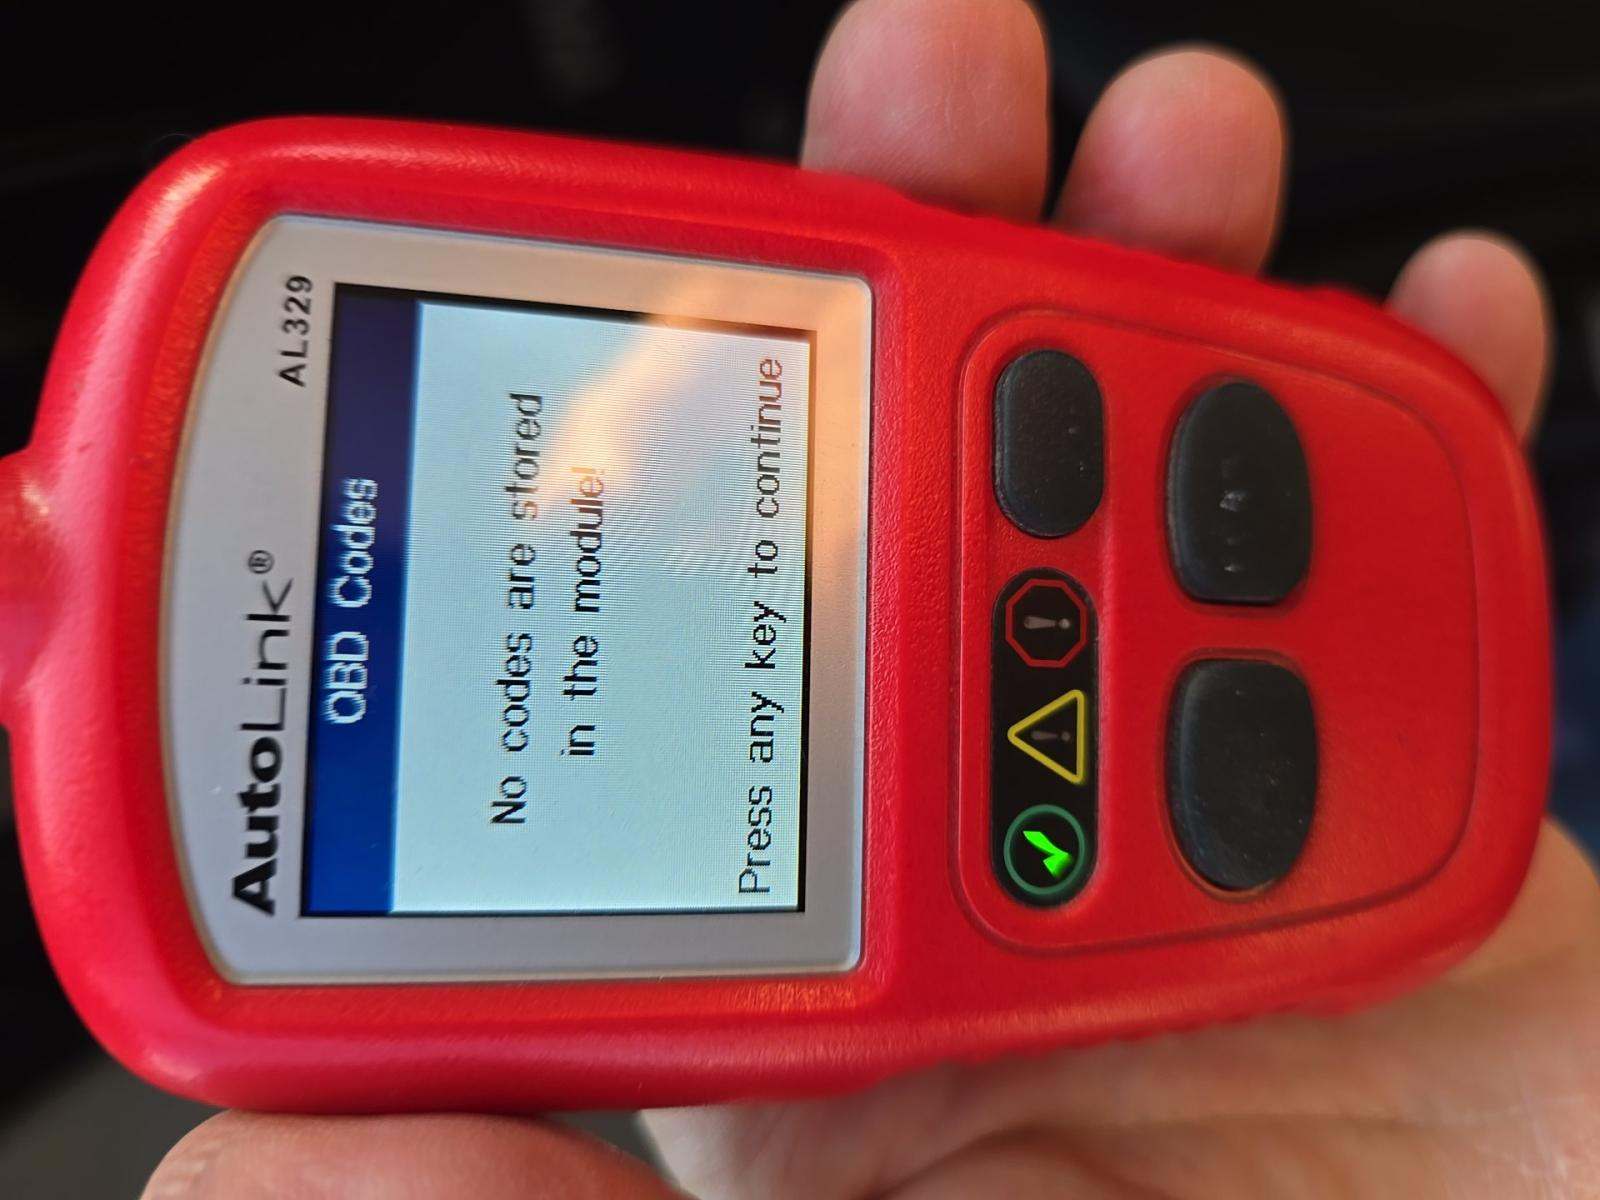 AutoLink®
AL329
OBD Codes
No codes are stored
in the module!
Press any key to continue